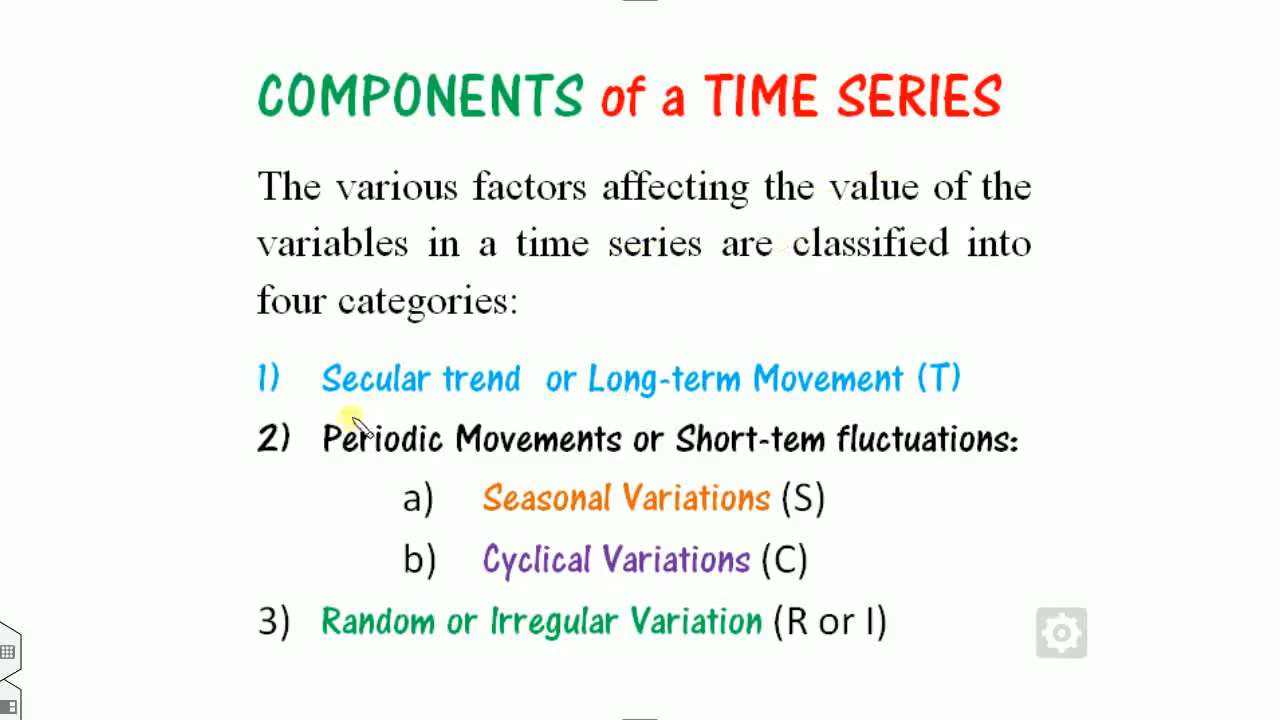 COMPONENTS of a TIME SERIES
The various factors affecting the value of the
variables in a time series are classified into
four categories:
1) Secular trend or Long-term Movement (T)
2) Periodic Movements or Short-tem fluctuations:
a) Seasonal Variations (S)
b) Cyclical Variations (C)
3) Random or Irregular Variation (R or I)